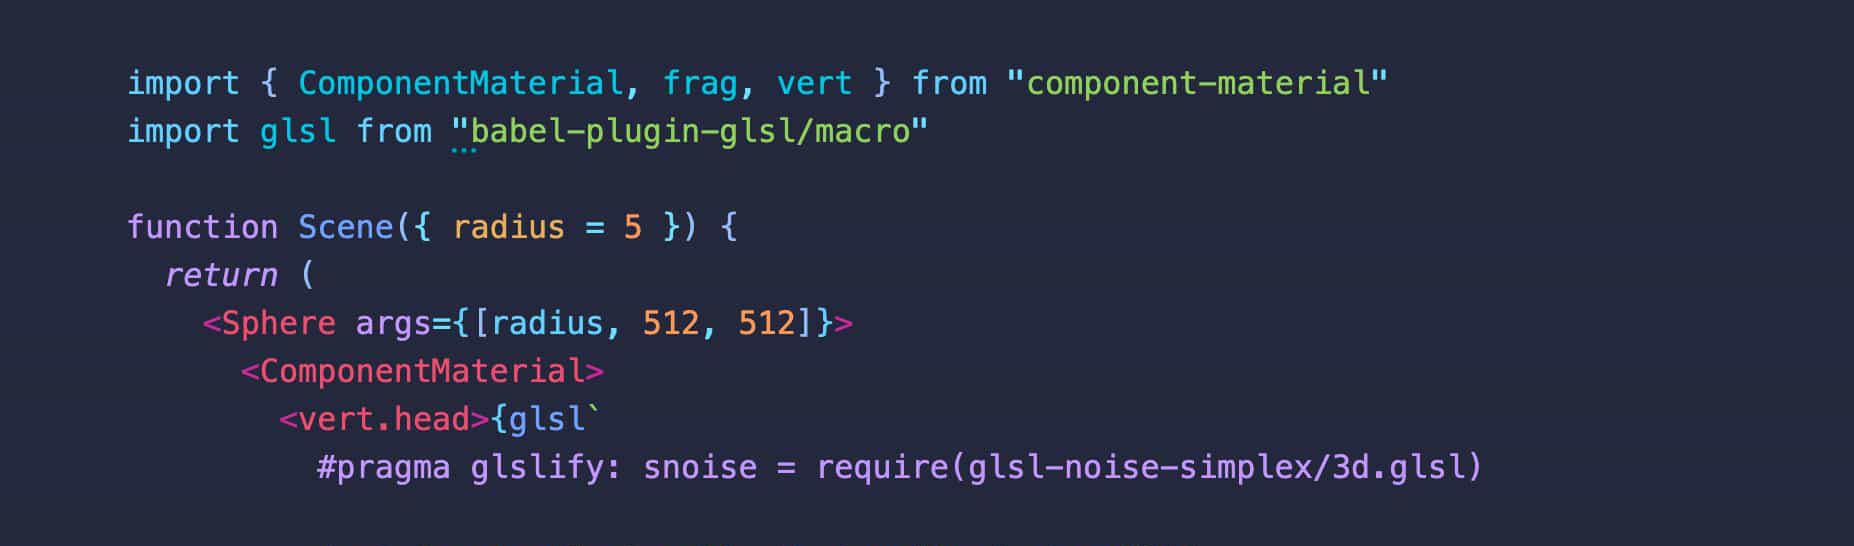 import { ComponentMaterial, frag, vert } from "component-material"
import glsl from "babel-plugin-glsl/macro"
function Scene({ radius = 5 }) {
return (
<Sphere args={[radius, 512, 512]}>
<ComponentMaterial>
<vert.head>{glsl`
#pragma glslify: snoise = require(glsl-noise-simplex/3d.glsl)